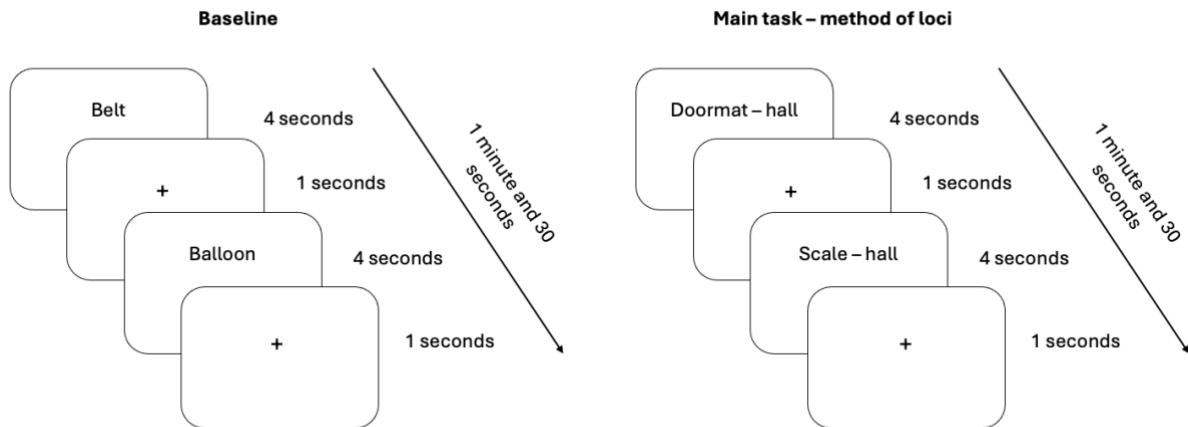 Baseline
Belt
4 seconds
+
1 seconds
Balloon
4 seconds
+
1 seconds
1 minute and 30
seconds
Main task – method of loci
Doormat – hall
4 seconds
+
1 seconds
Scale – hall
4 seconds
+
1 seconds
1 minute and 30
seconds